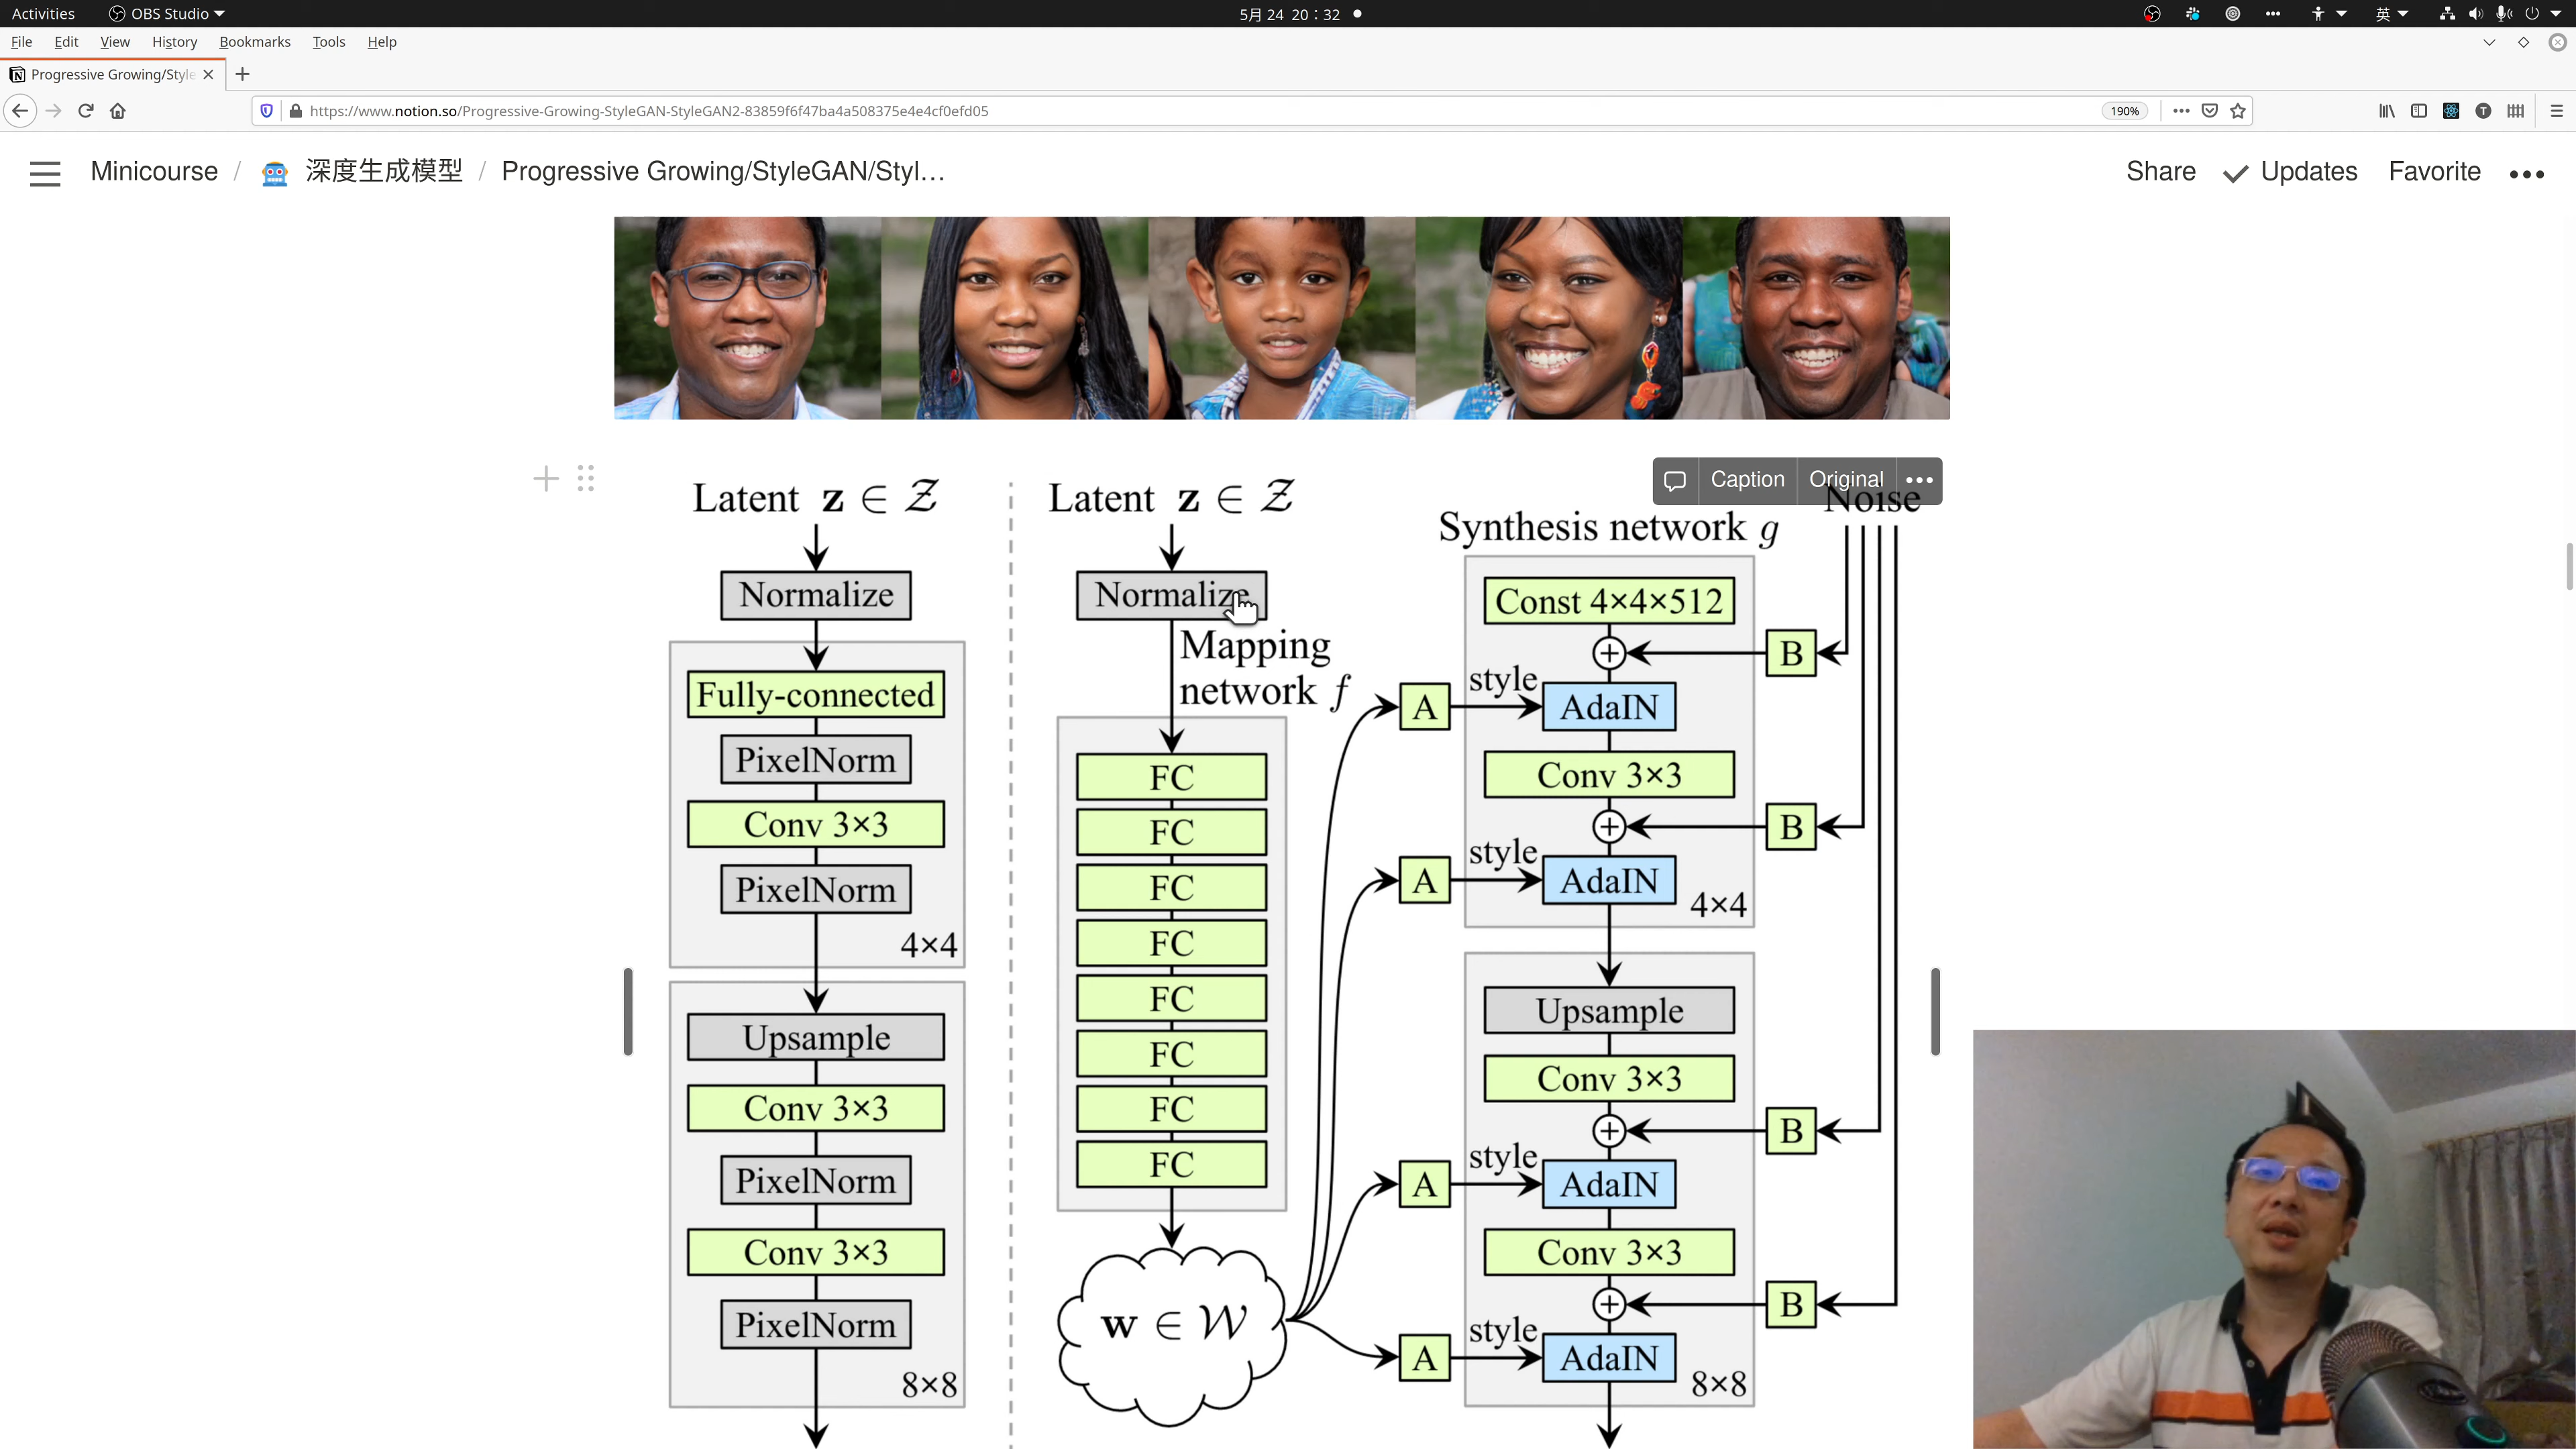 Activities OBS Studio 5月 24 20：32 英
File Edit View History Bookmarks Tools Help
Progressive Growing/Style
https://www.notion.so/Progressive-Growing-StyleGAN-StyleGAN2-83859f6f47ba4a508375e4e4cf0efd05 190%
Minicourse / 深度生成模型 / Progressive Growing/StyleGAN/Styl… Share Updates Favorite
Caption Original
Latent z ∈ 𝒵
Normalize
Fully-connected
PixelNorm
Conv 3×3
PixelNorm
4×4
Upsample
Conv 3×3
PixelNorm
Conv 3×3
PixelNorm
8×8
Latent z ∈ 𝒵
Normalize
Mapping
network f
FC
FC
FC
FC
FC
FC
FC
FC
w ∈ 𝒲
Noise
Synthesis network g
Const 4×4×512
B
style
A
AdaIN
Conv 3×3
B
style
A
AdaIN
4×4
Upsample
Conv 3×3
B
style
A
AdaIN
Conv 3×3
B
style
A
AdaIN
8×8